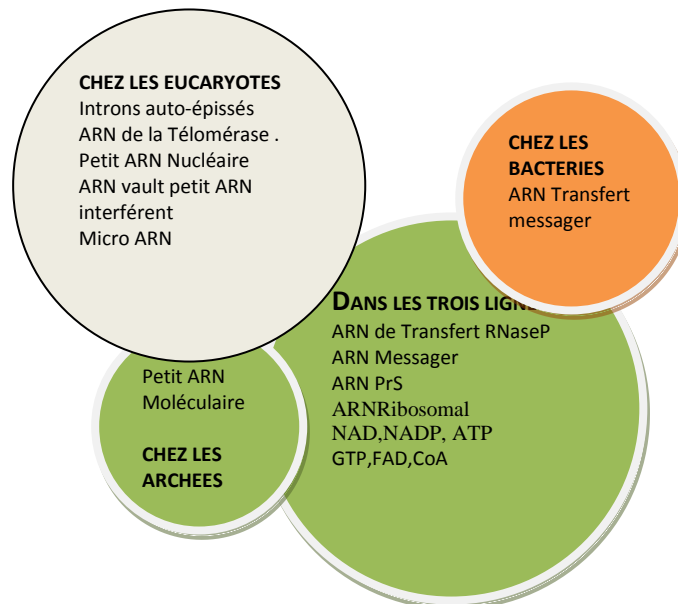 CHEZ LES EUCARYOTES
Introns auto-épissés
ARN de la Télomérase .
Petit ARN Nucléaire
ARN vault petit ARN
interférent
Micro ARN
CHEZ LES
BACTERIES
ARN Transfert
messager
DANS LES TROIS LIGN
ARN de Transfert RNaseP
ARN Messager
ARN PrS
ARNRibosomal
NAD,NADP, ATP
GTP,FAD,CoA
Petit ARN
Moléculaire
CHEZ LES
ARCHEES